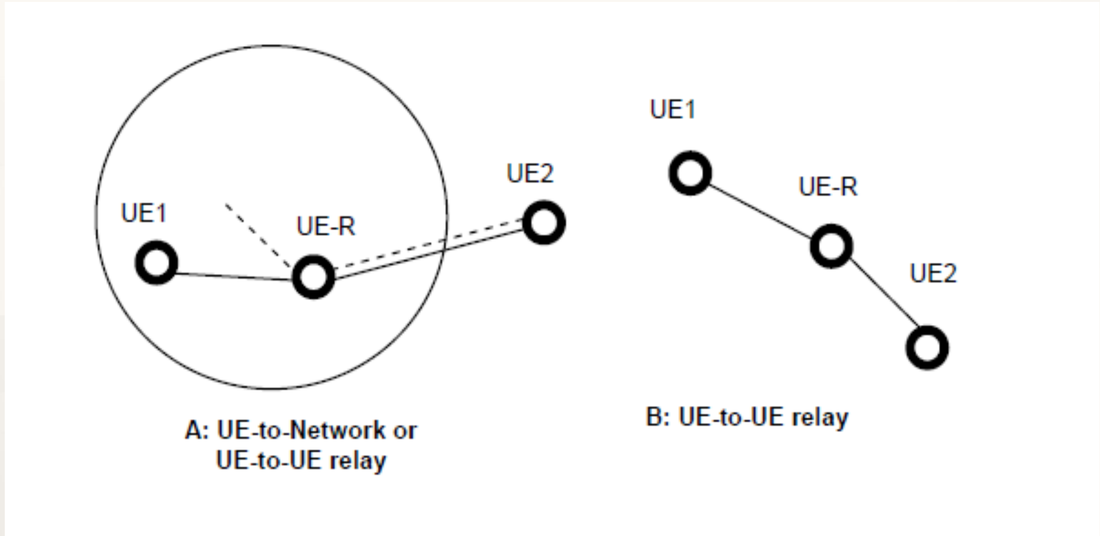 UE1
UE-R
UE2
A: UE-to-Network or
UE-to-UE relay
UE1
UE-R
UE2
B: UE-to-UE relay